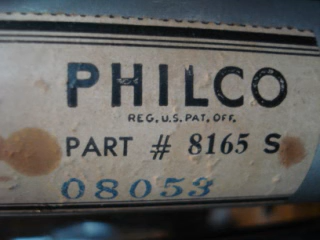 PHILCO
REG. U.S. PAT. OFF.
PART # 8165 S
08053